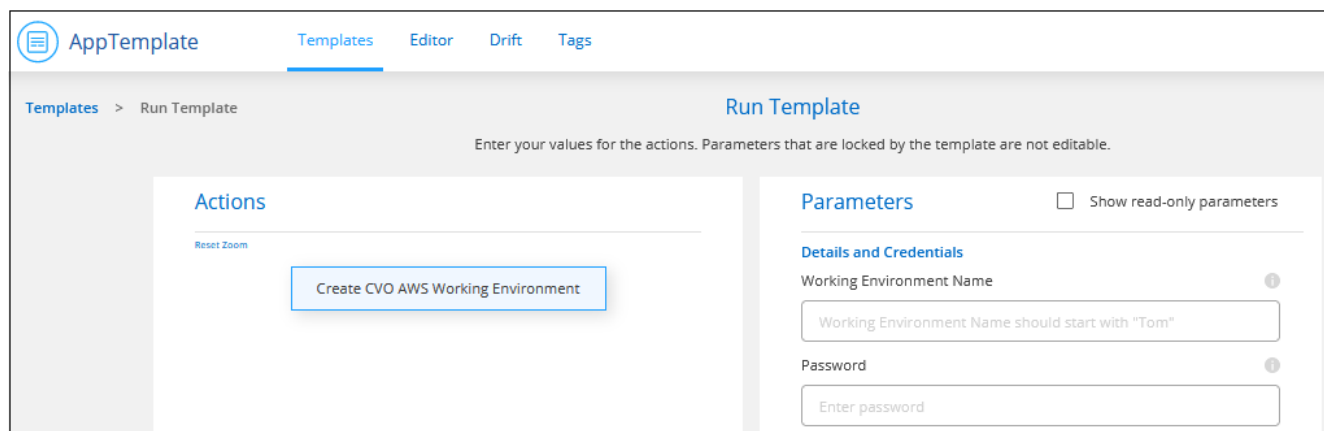 AppTemplate
Templates Editor Drift Tags
Templates > Run Template
Run Template
Enter your values for the actions. Parameters that are locked by the template are not editable.
Actions
Reset Zoom
Create CVO AWS Working Environment
Parameters
Show read-only parameters
Details and Credentials
Working Environment Name
Working Environment Name should start with "Tom"
Password
Enter password